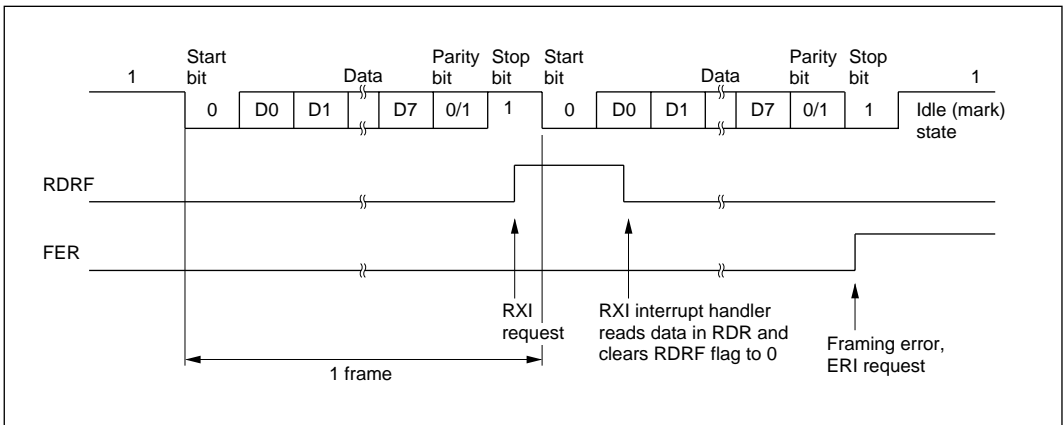 1
Start
bit
Data
Parity
bit
Stop
bit
Start
bit
Data
Parity
bit
Stop
bit
1
0 D0 D1 D7 0/1 1 0 D0 D1 D7 0/1 1 Idle (mark)
state
RDRF
FER
RXI
request
RXI interrupt handler
reads data in RDR and
clears RDRF flag to 0
Framing error,
ERI request
1 frame